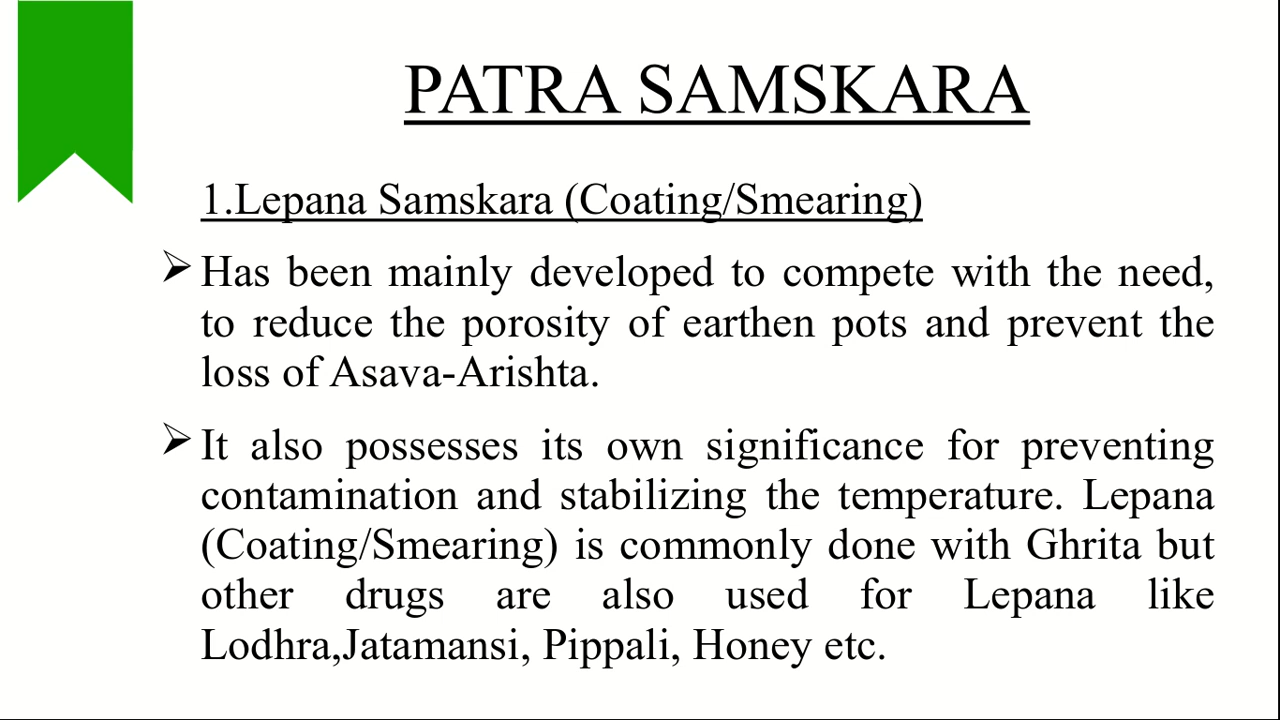 PATRA SAMSKARA
1.Lepana Samskara (Coating/Smearing)
Has been mainly developed to compete with the need,
to reduce the porosity of earthen pots and prevent the
loss of Asava-Arishta.
It also possesses its own significance for preventing
contamination and stabilizing the temperature. Lepana
(Coating/Smearing) is commonly done with Ghrita but
other drugs are also used for Lepana like
Lodhra,Jatamansi, Pippali, Honey etc.